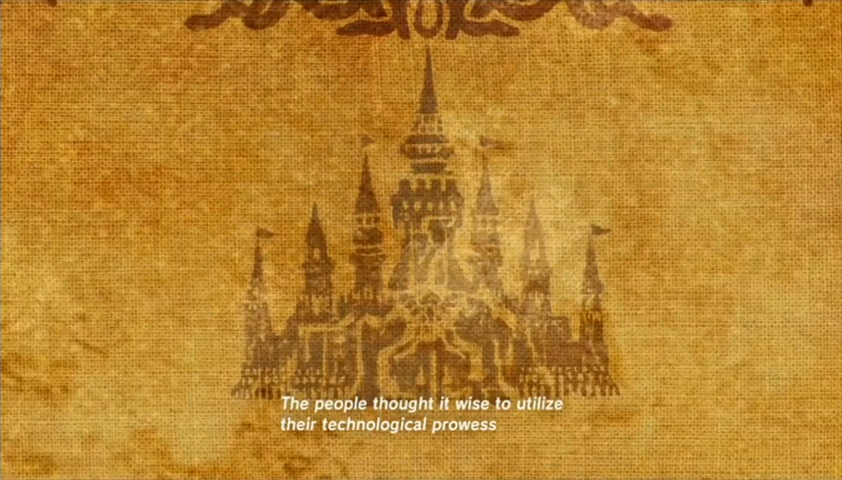 The people thought it wise to utilize
their technological prowess